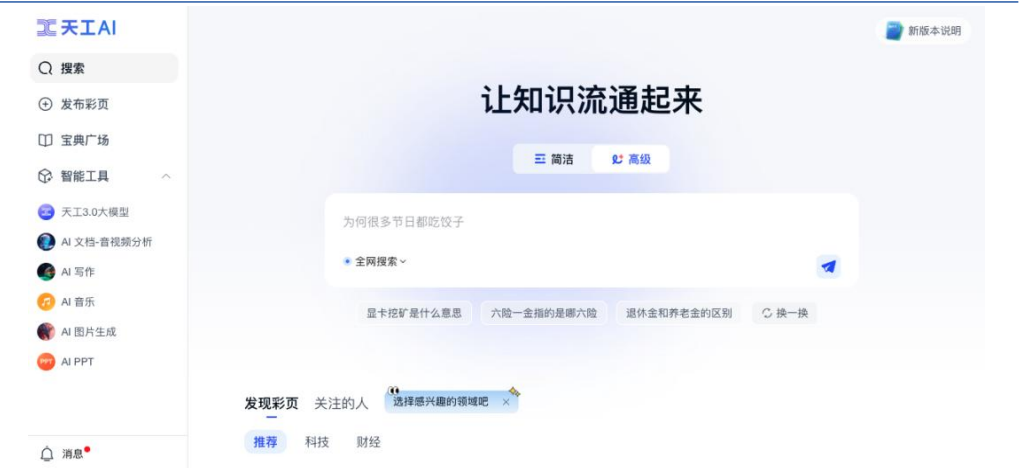 天工AI
新版本说明
搜索
发布彩页
宝典广场
智能工具
天工3.0大模型
AI 文档-音视频分析
AI 写作
AI 音乐
AI 图片生成
PPT AI PPT
消息
让知识流通起来
简洁 高级
为何很多节日都吃饺子
全网搜索
显卡挖矿是什么意思 六险一金指的是哪六险 退休金和养老金的区别 换一换
发现彩页 关注的人 选择感兴趣的领域吧 ×
推荐 科技 财经